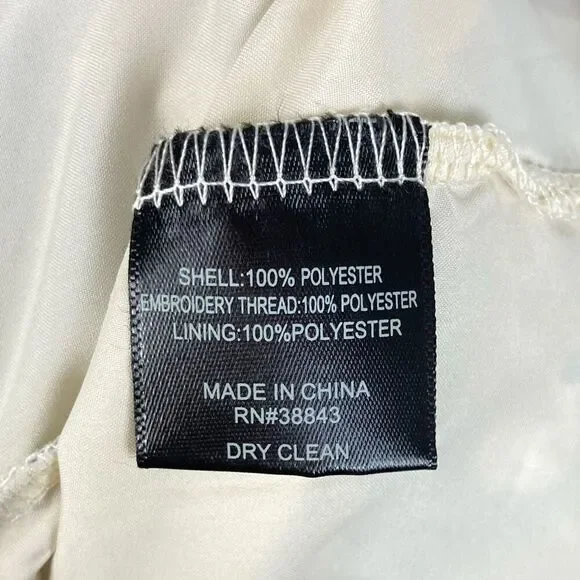 SHELL:100% POLYESTER
EMBROIDERY THREAD:100% POLYESTER
LINING:100%POLYESTER
MADE IN CHINA
RN#38843
DRY CLEAN